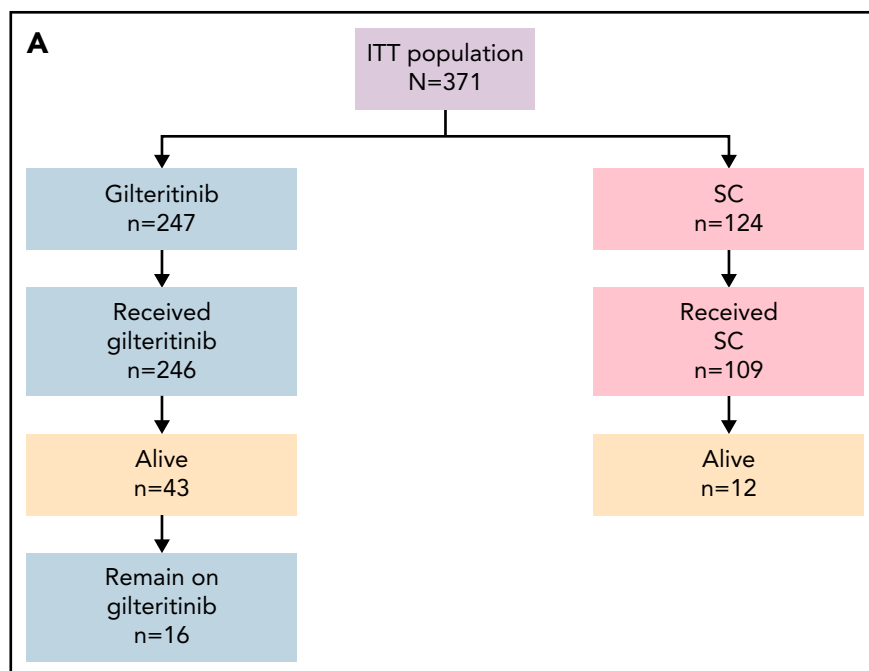 A
ITT population
N=371
Gilteritinib
n=247
SC
n=124
Received
gilteritinib
n=246
Received
SC
n=109
Alive
n=43
Alive
n=12
Remain on
gilteritinib
n=16